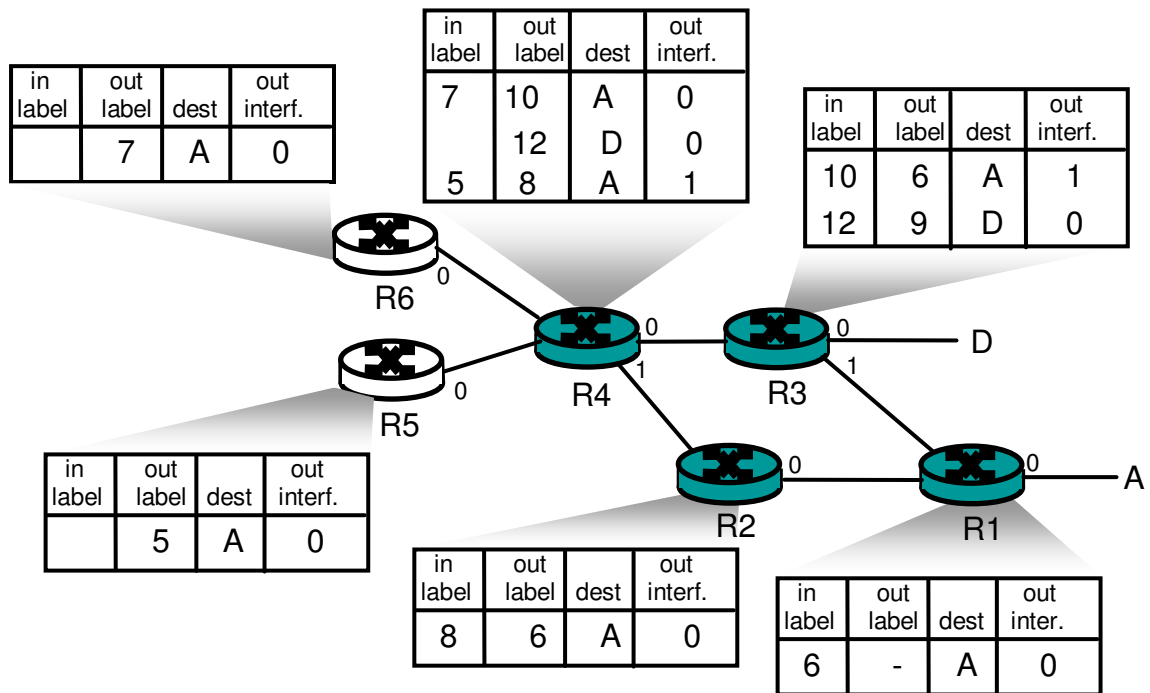 in out out
label label dest interf.
7 10 A 0
12 D 0
5 8 A 1
in out out
label label dest interf.
7 A 0
in out out
label label dest interf.
10 6 A 1
12 9 D 0
0
R6
0
R5
0
1
R4
0
1
R3
D
in out out
label label dest interf.
5 A 0
0
R2
0
R1
A
in out out
label label dest interf.
8 6 A 0
in out out
label label dest inter.
6 - A 0